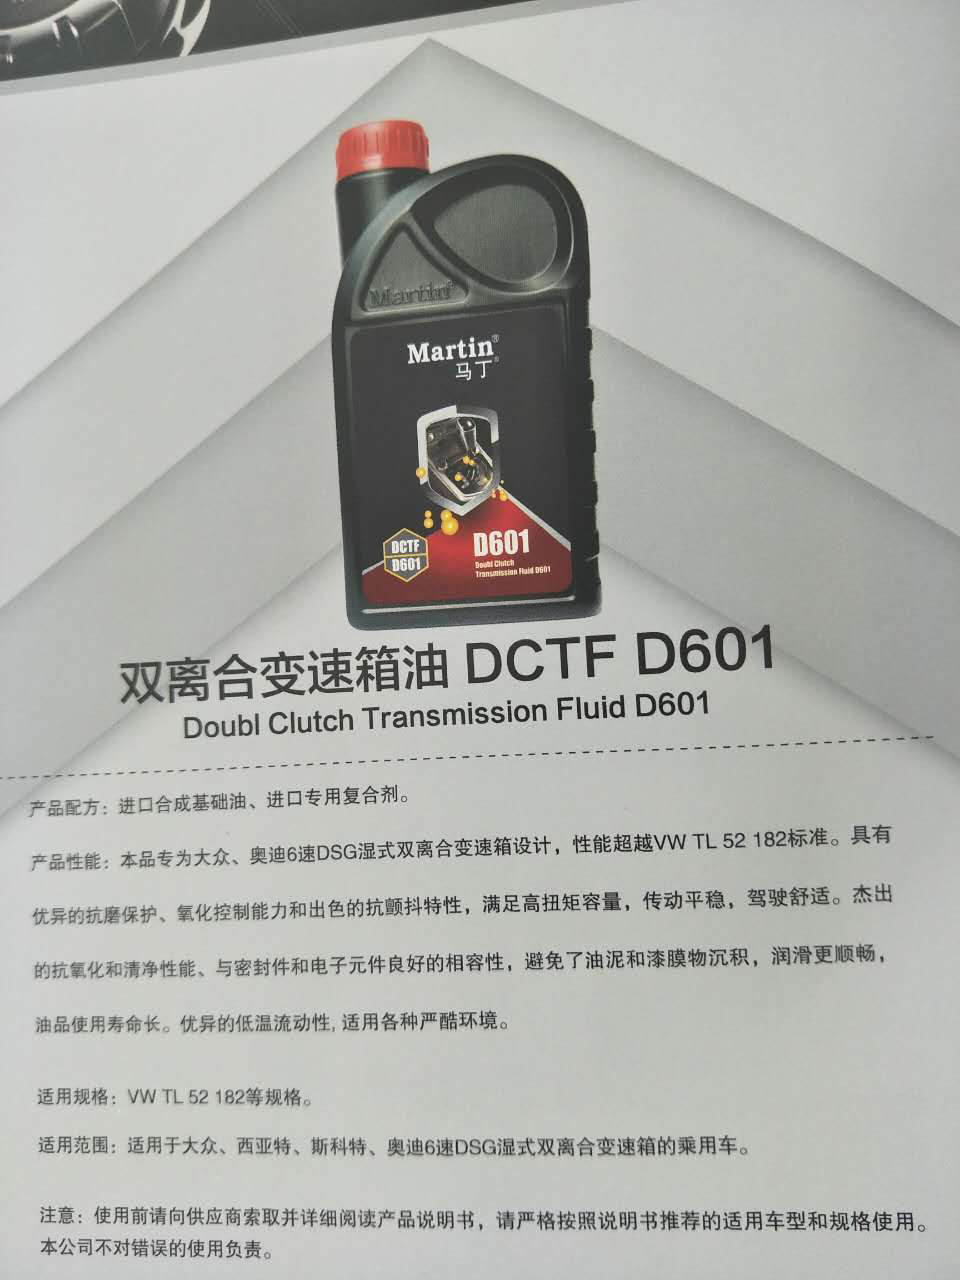 Martin®
Martin®
马丁®
DCTF
D601
D601
Doubl Clutch
Transmission Fluid D601
双离合变速箱油 DCTF D601
Doubl Clutch Transmission Fluid D601
产品配方：进口合成基础油、进口专用复合剂。
产品性能：本品专为大众、奥迪6速DSG湿式双离合变速箱设计，性能超越VW TL 52 182标准。具有
优异的抗磨保护、氧化控制能力和出色的抗颤抖特性，满足高扭矩容量，传动平稳，驾驶舒适。杰出
的抗氧化和清净性能、与密封件和电子元件良好的相容性，避免了油泥和漆膜物沉积，润滑更顺畅，
油品使用寿命长。优异的低温流动性,适用各种严酷环境。
适用规格：VW TL 52 182等规格。
适用范围：适用于大众、西亚特、斯科特、奥迪6速DSG湿式双离合变速箱的乘用车。
注意：使用前请向供应商索取并详细阅读产品说明书，请严格按照说明书推荐的适用车型和规格使用。
本公司不对错误的使用负责。